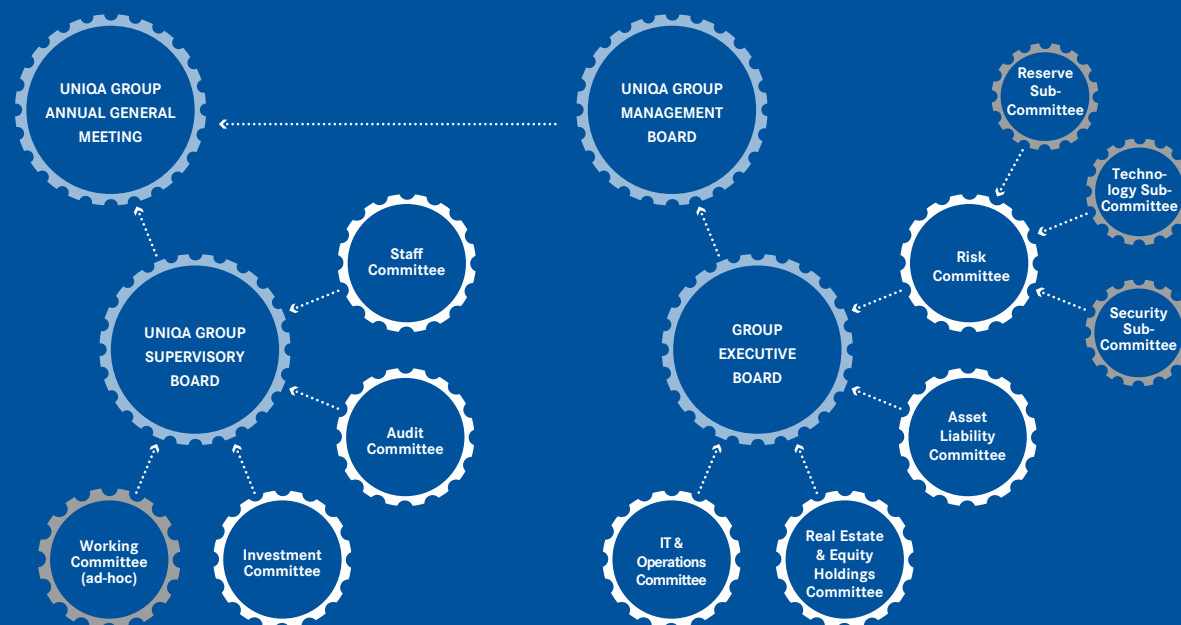 UNIQA GROUP
ANNUAL GENERAL
MEETING
UNIQA GROUP
MANAGEMENT
BOARD
Reserve
Sub-
Committee
Techno-
logy Sub-
Committee
Staff
Committee
Risk
Committee
UNIQA GROUP
SUPERVISORY
BOARD
GROUP
EXECUTIVE
BOARD
Security
Sub-
Committee
Audit
Committee
Asset
Liability
Committee
Working
Committee
(ad-hoc)
Investment
Committee
IT &
Operations
Committee
Real Estate
& Equity
Holdings
Committee